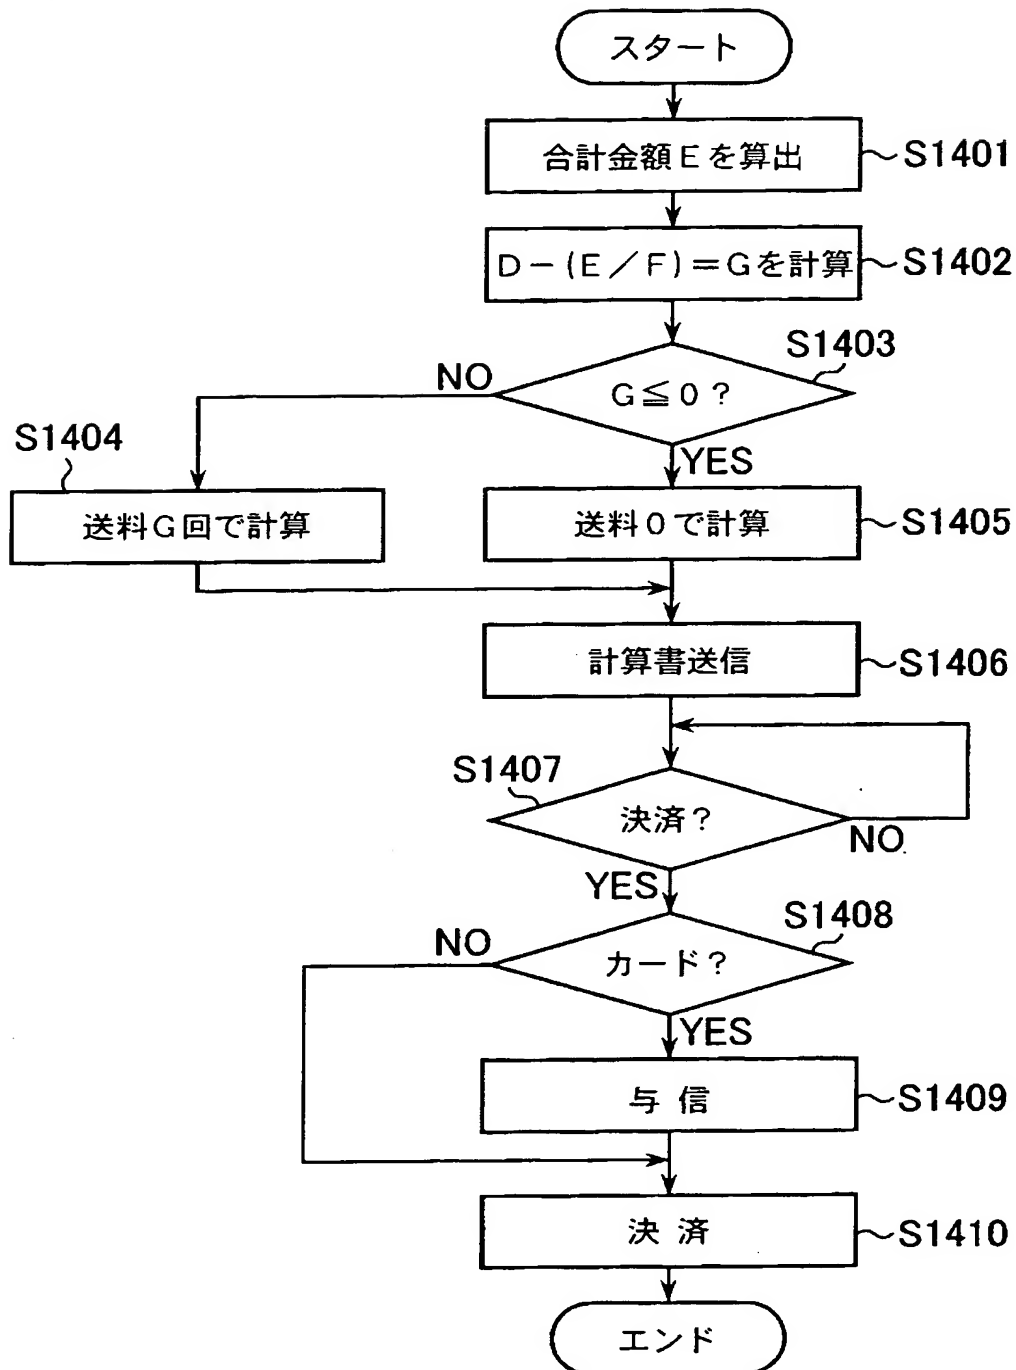 スタート
合計金額Eを算出
S1401
D－(E／F)＝Gを計算
S1402
S1403
G≦0？
NO
YES
S1404
送料G回で計算
送料0で計算
S1405
計算書送信
S1406
S1407
決済？
NO
YES
S1408
カード？
NO
YES
与 信
S1409
決 済
S1410
エンド